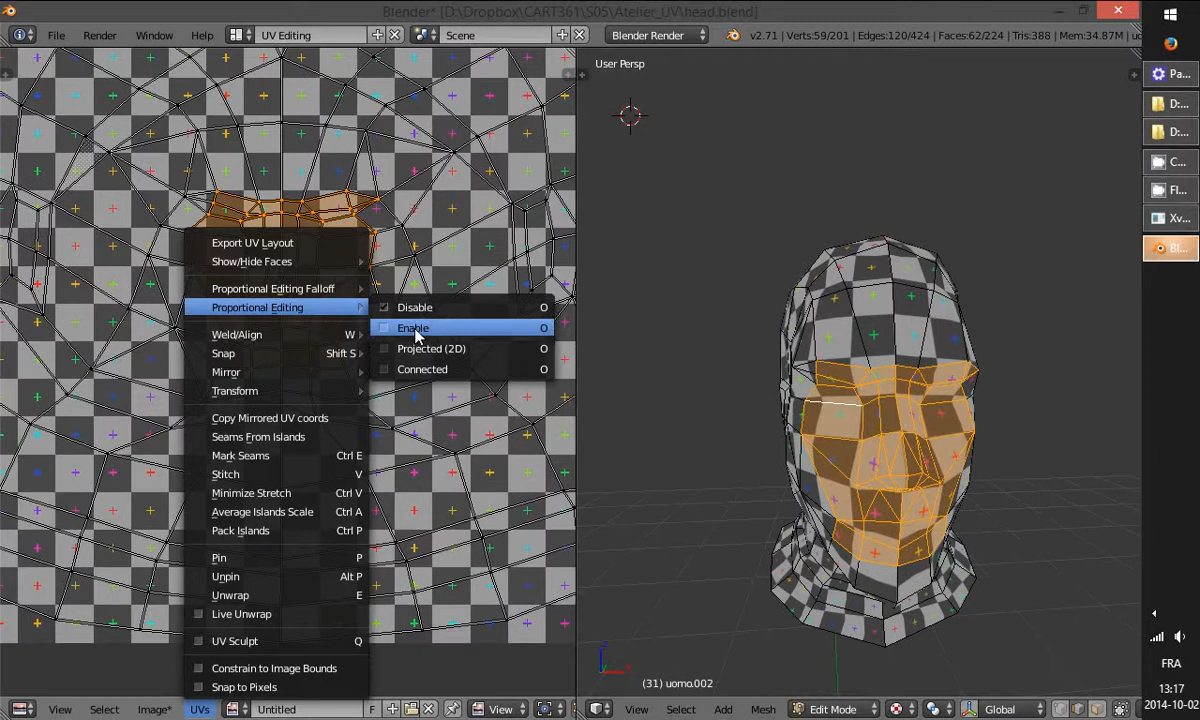 Blender* [D:\Dropbox\CART361\S05\Atelier_UV\head.blend]
File Render Window Help UV Editing Scene Blender Render v2.71 | Verts:59/201 | Edges:120/424 | Faces:62/224 | Tris:388 | Mem:34.87M |
User Persp
Pa...
D:...
D:...
C...
Fl...
Xv...
Bl...
Export UV Layout
Show/Hide Faces
Proportional Editing Falloff
Proportional Editing
Disable O
Enable O
Projected (2D) O
Connected O
Weld/Align W
Snap Shift S
Mirror
Transform
Copy Mirrored UV coords
Seams From Islands
Mark Seams Ctrl E
Stitch V
Minimize Stretch Ctrl V
Average Islands Scale Ctrl A
Pack Islands Ctrl P
Pin P
Unpin Alt P
Unwrap E
Live Unwrap
UV Sculpt Q
Constrain to Image Bounds
Snap to Pixels
(31) uomo.002
View Select Image* UVs Untitled F View
View Select Add Mesh Edit Mode Global
FRA
13:17